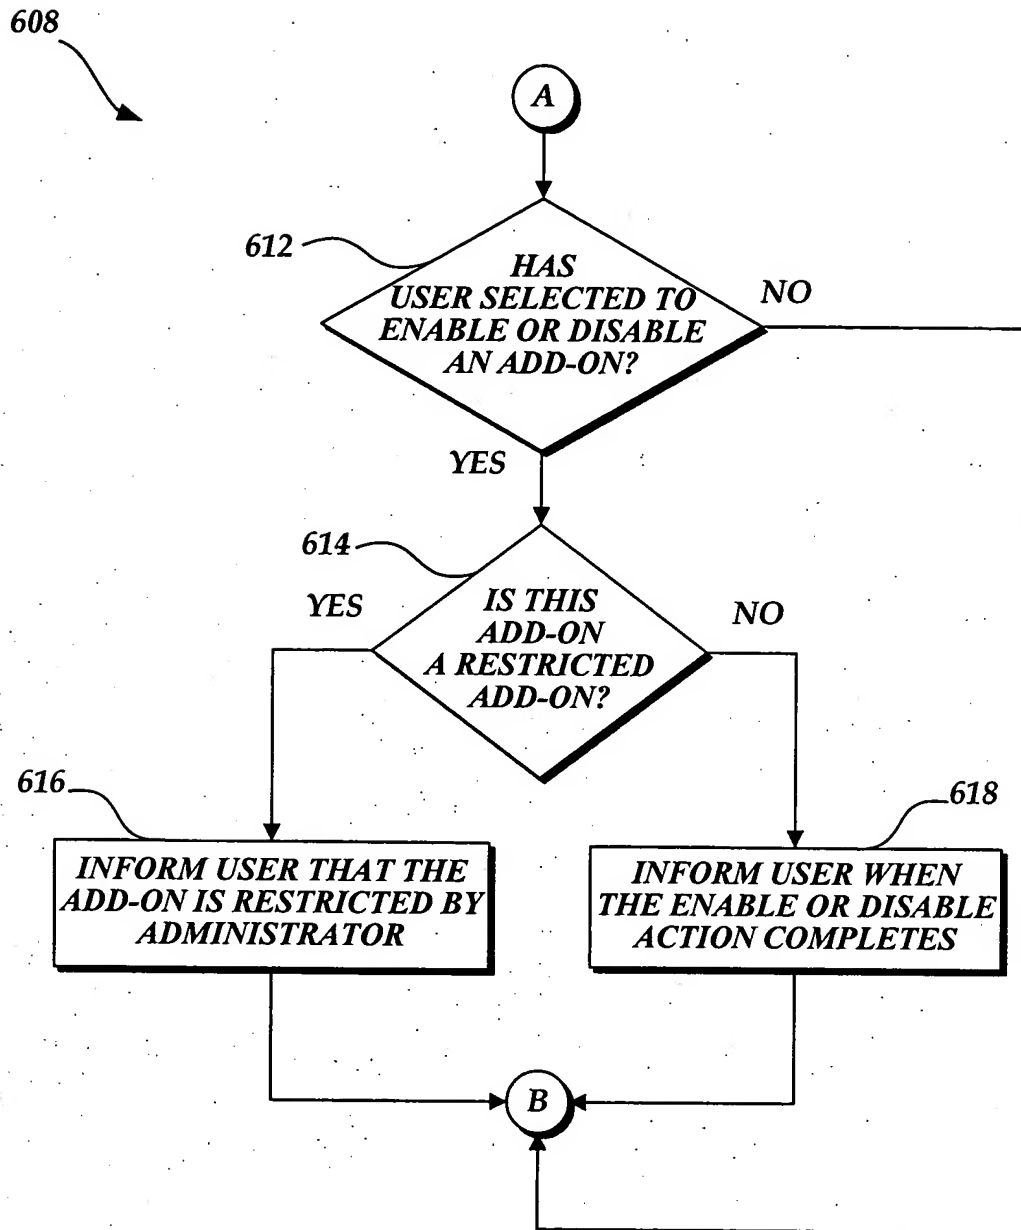 608
A
612
HAS
USER SELECTED TO
ENABLE OR DISABLE
AN ADD-ON?
NO
YES
614
YES
IS THIS
ADD-ON
A RESTRICTED
ADD-ON?
NO
616
618
INFORM USER THAT THE
ADD-ON IS RESTRICTED BY
ADMINISTRATOR
INFORM USER WHEN
THE ENABLE OR DISABLE
ACTION COMPLETES
B